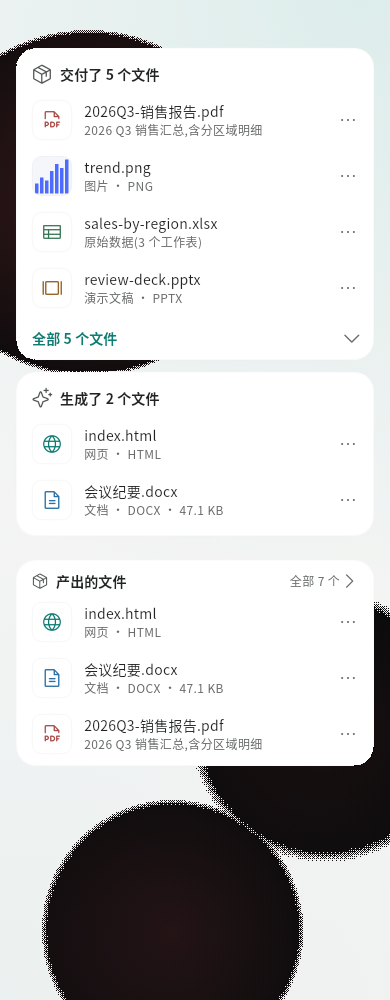 交付了 5 个文件
2026Q3-销售报告.pdf
2026 Q3 销售汇总,含分区域明细
trend.png
图片 · PNG
sales-by-region.xlsx
原始数据(3 个工作表)
review-deck.pptx
演示文稿 · PPTX
全部 5 个文件
生成了 2 个文件
index.html
网页 · HTML
会议纪要.docx
文档 · DOCX · 47.1 KB
产出的文件 全部 7 个
index.html
网页 · HTML
会议纪要.docx
文档 · DOCX · 47.1 KB
PDF 2026Q3-销售报告.pdf
2026 Q3 销售汇总,含分区域明细